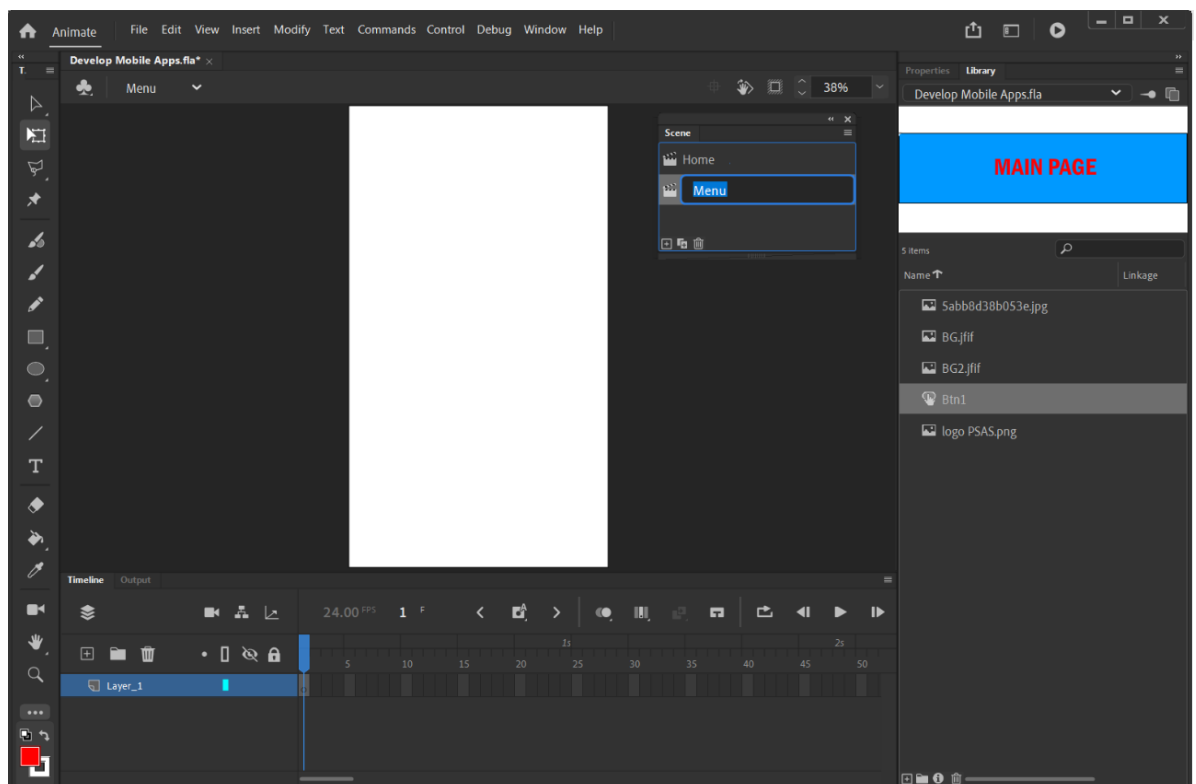 Animate File Edit View Insert Modify Text Commands Control Debug Window Help
T.
Develop Mobile Apps.fla* ×
Menu
38%
Scene
Home
Menu
Properties Library
Develop Mobile Apps.fla
MAIN PAGE
5 items
Name Linkage
5abb8d38b053e.jpg
BG.jfif
BG2.jfif
Btn1
logo PSAS.png
T
Timeline Output
24.00 FPS 1 F
1s 2s
5 10 15 20 25 30 35 40 45 50
Layer_1